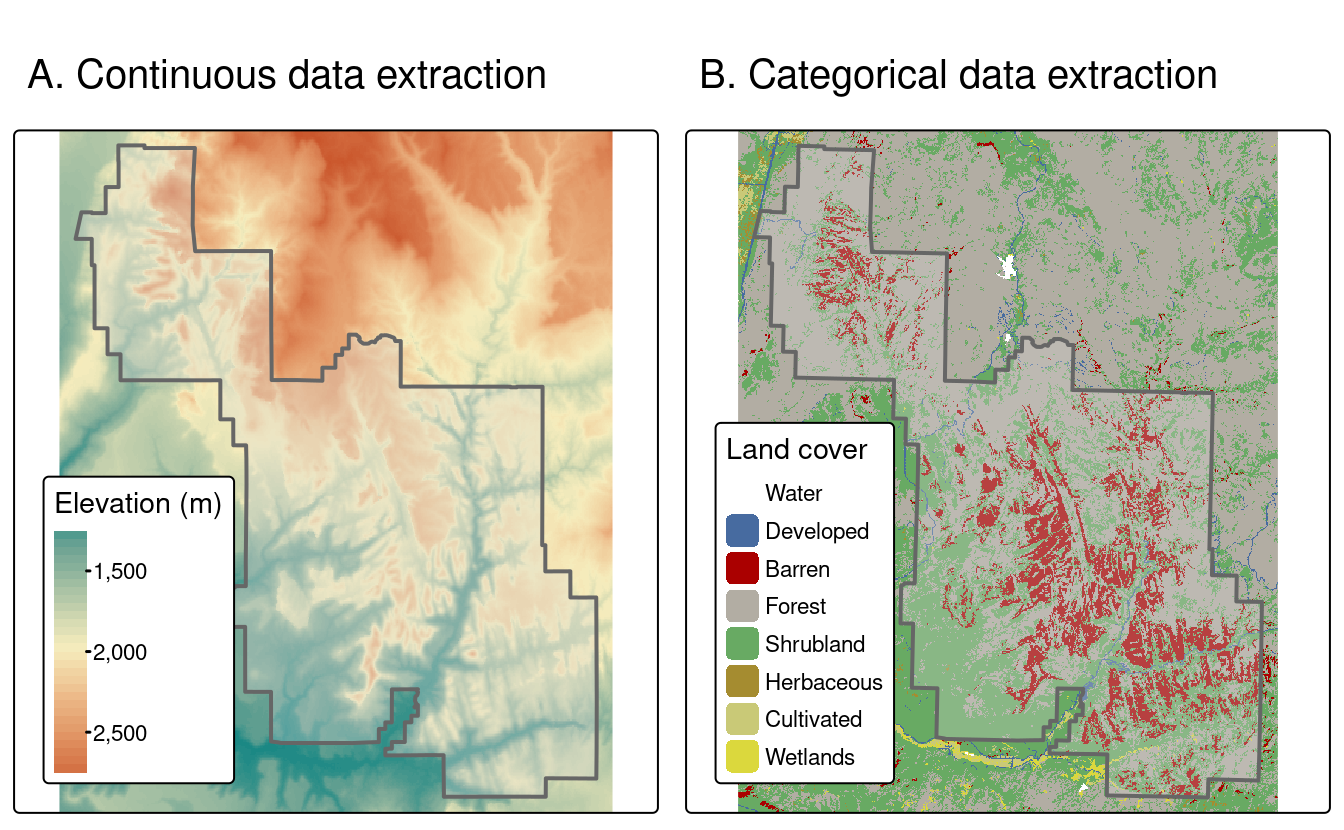 A. Continuous data extraction
B. Categorical data extraction
Elevation (m)
1,500
2,000
2,500
Land cover
Water
Developed
Barren
Forest
Shrubland
Herbaceous
Cultivated
Wetlands